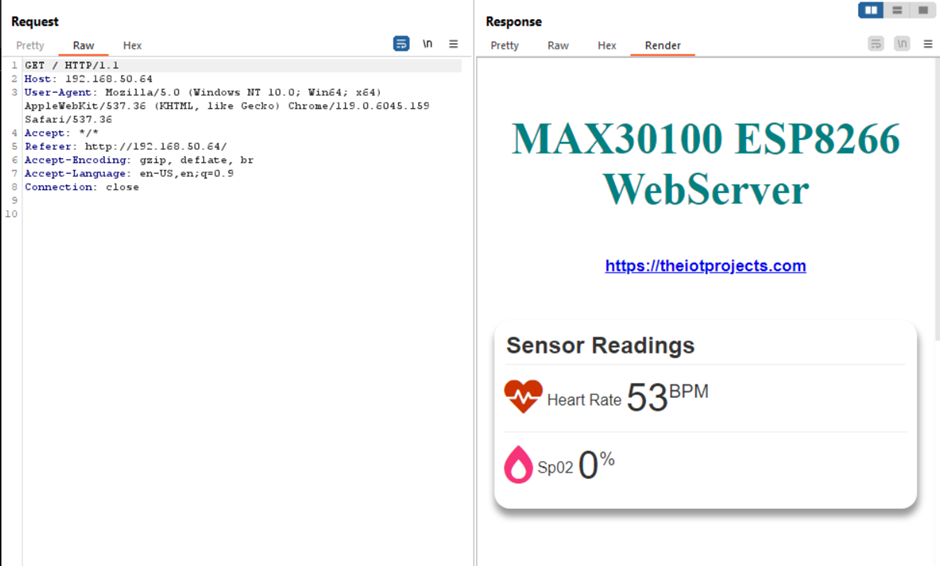 Request
Pretty Raw Hex
\n
1 GET / HTTP/1.1
2 Host: 192.168.50.64
3 User-Agent: Mozilla/5.0 (Windows NT 10.0; Win64; x64)
AppleWebKit/537.36 (KHTML, like Gecko) Chrome/119.0.6045.159
Safari/537.36
4 Accept: */*
5 Referer: http://192.168.50.64/
6 Accept-Encoding: gzip, deflate, br
7 Accept-Language: en-US,en;q=0.9
8 Connection: close
9
10
Response
Pretty Raw Hex Render
\n
MAX30100 ESP8266
WebServer
https://theiotprojects.com
Sensor Readings
Heart Rate 53 BPM
Sp02 0 %